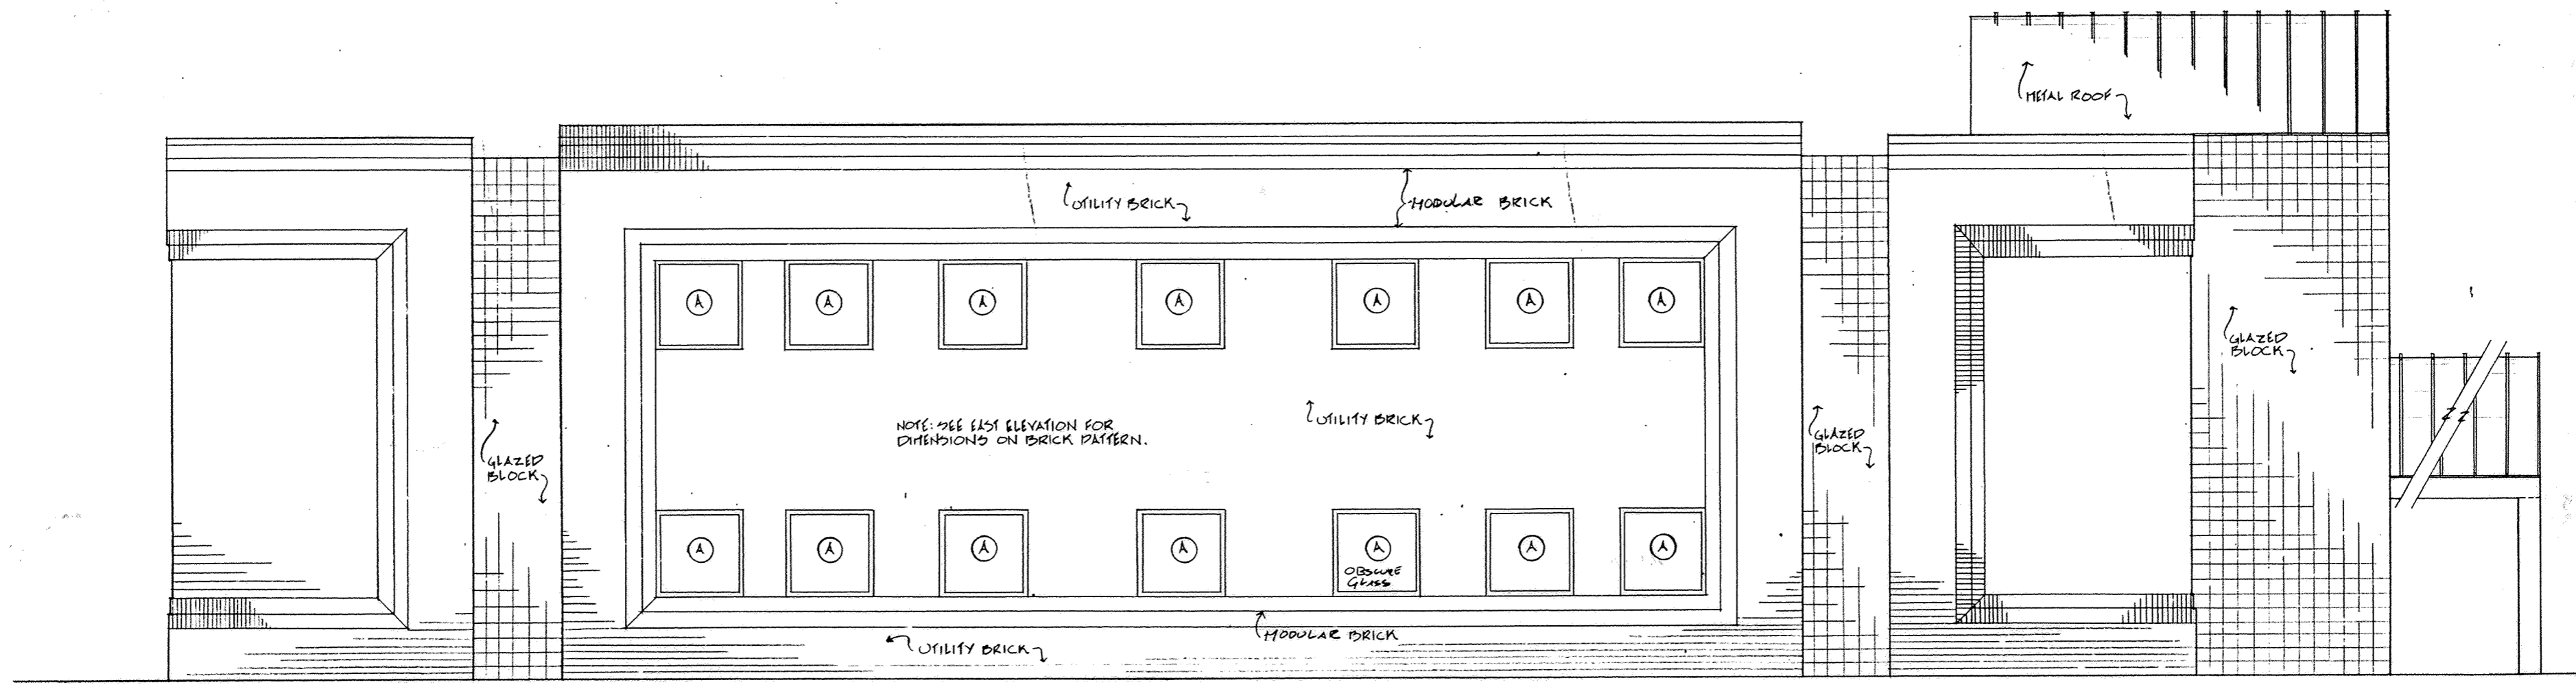 METAL ROOF
UTILITY BRICK
MODULAR BRICK
A A A A A A A
GLAZED
BLOCK
NOTE: SEE EAST ELEVATION FOR
DIMENSIONS ON BRICK PATTERN.
UTILITY BRICK
GLAZED
BLOCK
GLAZED
BLOCK
A A A A A A A
OBSCURE
GLASS
UTILITY BRICK
MODULAR BRICK